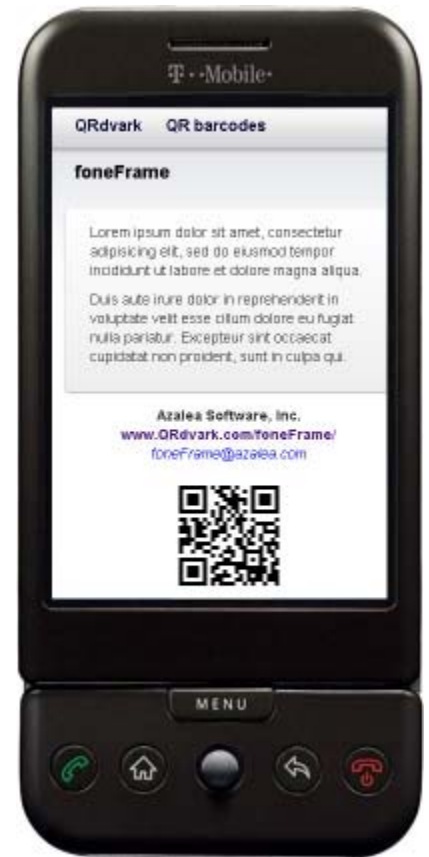 T··Mobile·
QRdvark QR barcodes
foneFrame
Lorem ipsum dolor sit amet, consectetur
adipisicing elit, sed do eiusmod tempor
incididunt ut labore et dolore magna aliqua.
Duis aute irure dolor in reprehenderit in
voluptate velit esse cillum dolore eu fugiat
nulla pariatur. Excepteur sint occaecat
cupidatat non proident, sunt in culpa qui.
Azalea Software, Inc.
www.QRdvark.com/foneFrame/
foneFrame@azalea.com
MENU